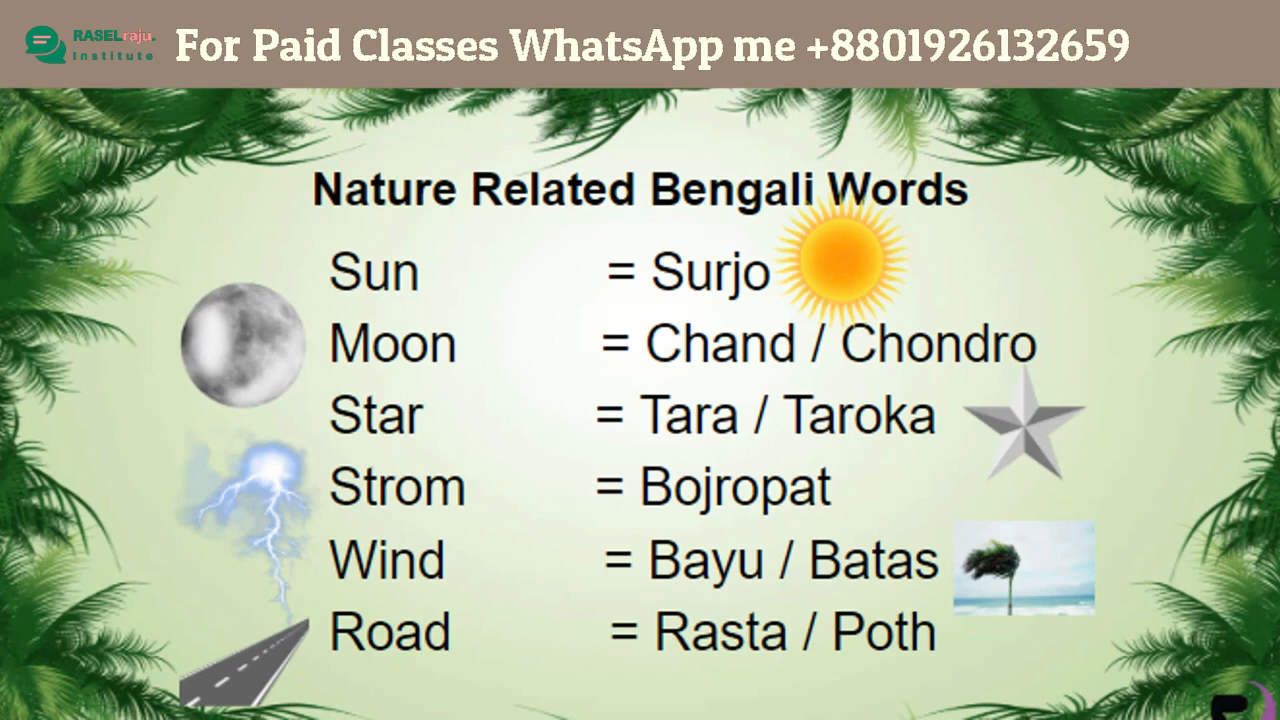 RASELraju.
Institute
For Paid Classes WhatsApp me +8801926132659
Nature Related Bengali Words
Sun = Surjo
Moon = Chand / Chondro
Star = Tara / Taroka
Strom = Bojropat
Wind = Bayu / Batas
Road = Rasta / Poth